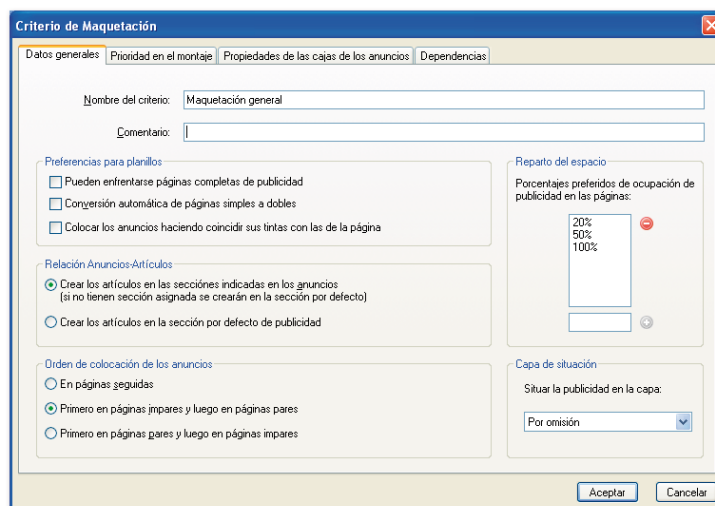 Criterio de Maquetación
Datos generales Prioridad en el montaje Propiedades de las cajas de los anuncios Dependencias
Nombre del criterio: Maquetación general
Comentario:
Preferencias para planillos
Pueden enfrentarse páginas completas de publicidad
Conversión automática de páginas simples a dobles
Colocar los anuncios haciendo coincidir sus tintas con las de la página
Reparto del espacio
Porcentajes preferidos de ocupación de
publicidad en las páginas:
20%
50%
100%
Relación Anuncios-Artículos
Crear los artículos en las secciónes indicadas en los anuncios
(si no tienen sección asignada se crearán en la sección por defecto)
Crear los artículos en la sección por defecto de publicidad
Orden de colocación de los anuncios
En páginas seguidas
Primero en páginas impares y luego en páginas pares
Primero en páginas pares y luego en páginas impares
Capa de situación
Situar la publicidad en la capa:
Por omisión
Aceptar Cancelar